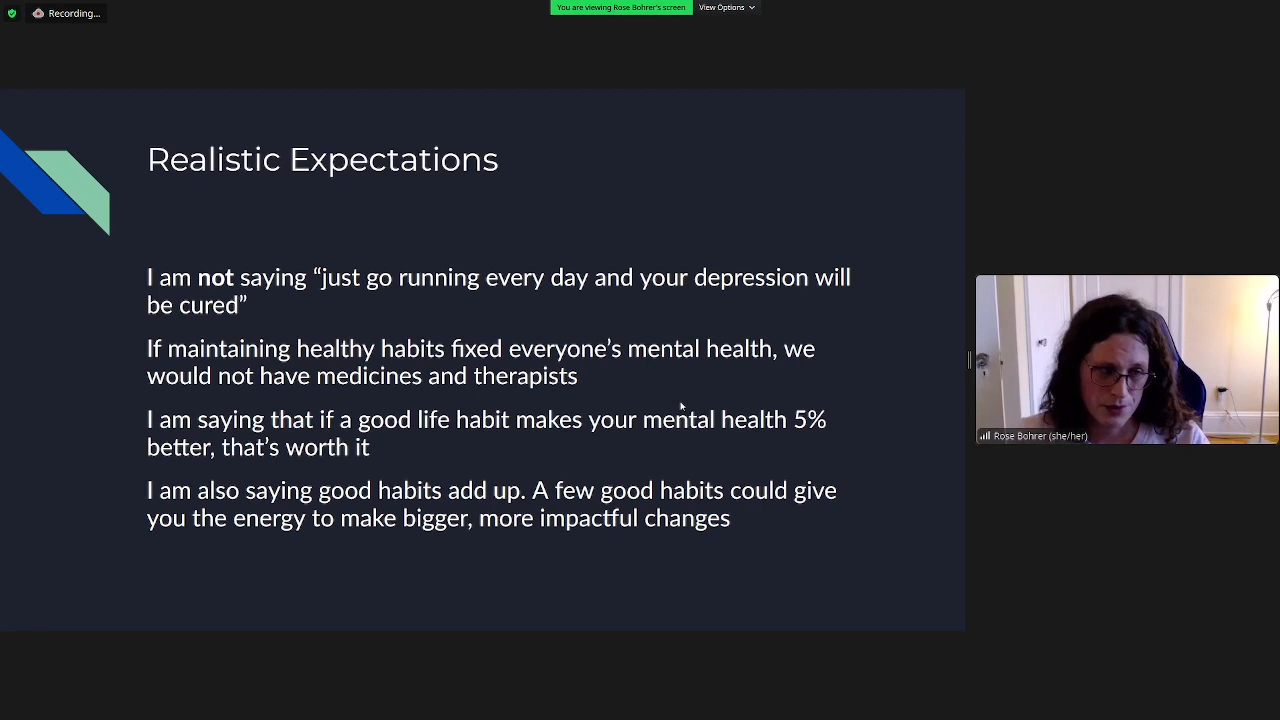 Recording...
You are viewing Rose Bohrer's screen
View Options
Realistic Expectations
I am not saying “just go running every day and your depression will
be cured”
If maintaining healthy habits fixed everyone’s mental health, we
would not have medicines and therapists
I am saying that if a good life habit makes your mental health 5%
better, that’s worth it
I am also saying good habits add up. A few good habits could give
you the energy to make bigger, more impactful changes
Rose Bohrer (she/her)